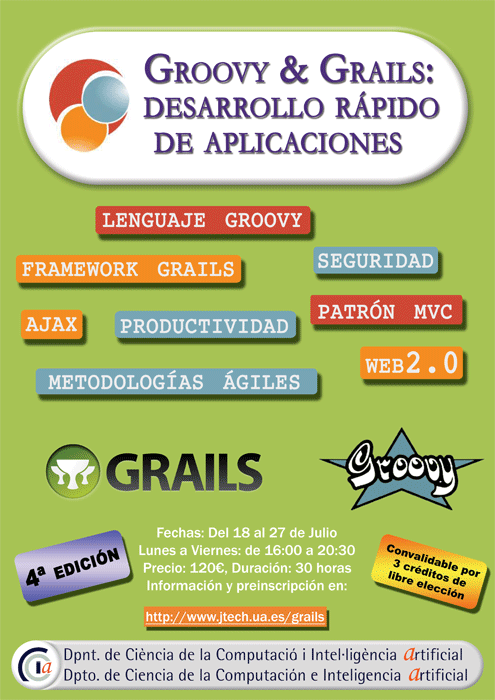 GROOVY & GRAILS:
DESARROLLO RÁPIDO
DE APLICACIONES
LENGUAJE GROOVY
FRAMEWORK GRAILS
SEGURIDAD
AJAX
PRODUCTIVIDAD
PATRÓN MVC
WEB2.0
METODOLOGÍAS ÁGILES
GRAILS
Groovy
Fechas: Del 18 al 27 de Julio
Lunes a Viernes: de 16:00 a 20:30
Precio: 120€, Duración: 30 horas
Información y preinscripción en:
http://www.jtech.ua.es/grails
4ª EDICIÓN
Convalidable por
3 créditos de
libre elección
cia
Dpnt. de Ciència de la Computació i Intel·ligència artificial
Dpto. de Ciencia de la Computación e Inteligencia artificial